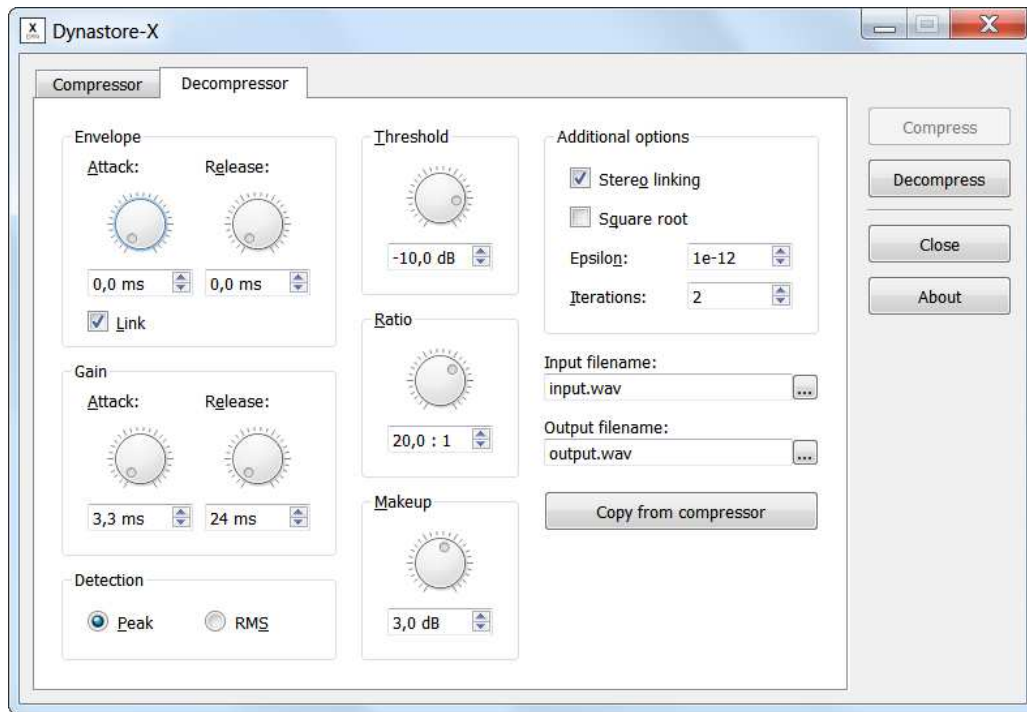 Dynastore-X
Compressor
Decompressor
Envelope
Attack:
Release:
0,0 ms
0,0 ms
Link
Gain
Attack:
Release:
3,3 ms
24 ms
Detection
Peak
RMS
Threshold
-10,0 dB
Ratio
20,0 : 1
Makeup
3,0 dB
Additional options
Stereo linking
Square root
Epsilon:
1e-12
Iterations:
2
Input filename:
input.wav
...
Output filename:
output.wav
...
Copy from compressor
Compress
Decompress
Close
About